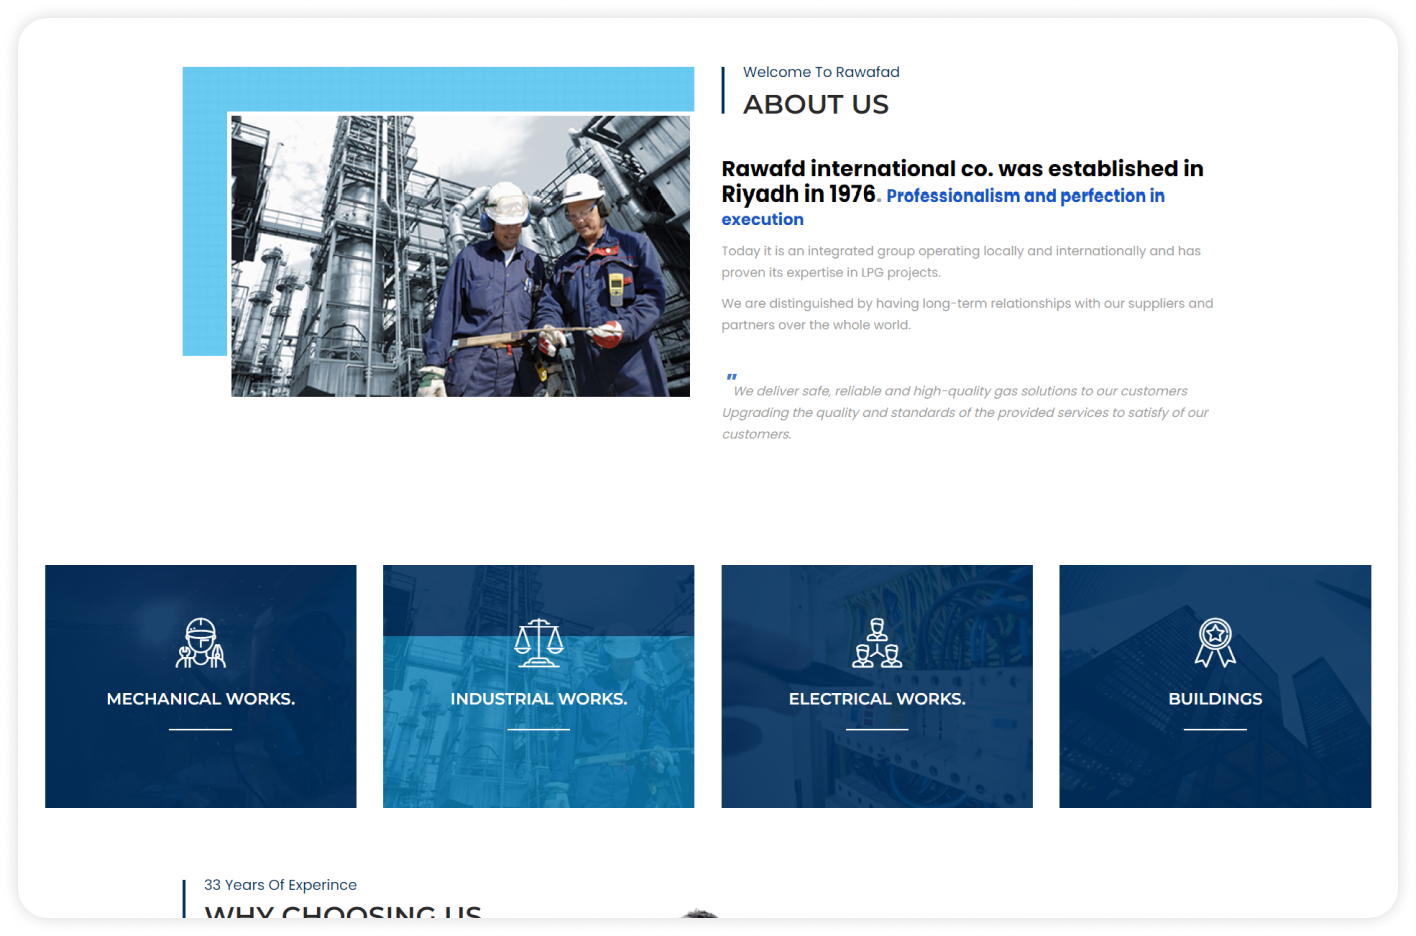 Welcome To Rawafad
ABOUT US
Rawafd international co. was established in
Riyadh in 1976. Professionalism and perfection in
execution
Today it is an integrated group operating locally and internationally and has
proven its expertise in LPG projects.
We are distinguished by having long-term relationships with our suppliers and
partners over the whole world.
" We deliver safe, reliable and high-quality gas solutions to our customers
Upgrading the quality and standards of the provided services to satisfy of our
customers.
MECHANICAL WORKS.
INDUSTRIAL WORKS.
ELECTRICAL WORKS.
BUILDINGS
33 Years Of Experince
WHY CHOOSING US